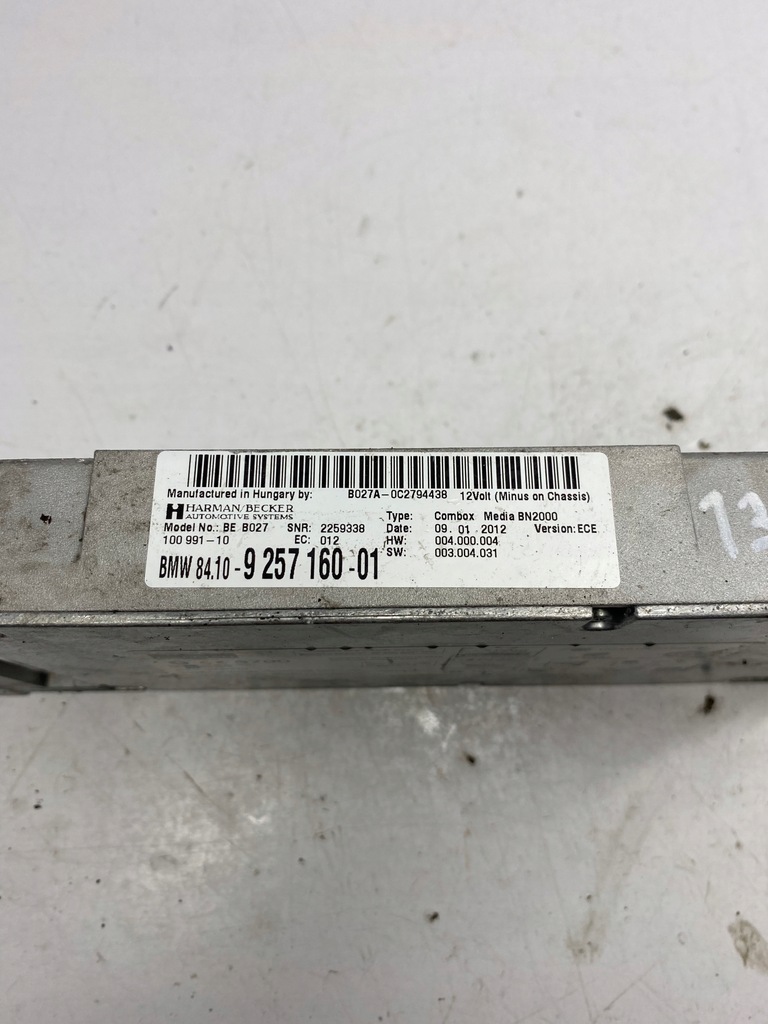 Manufactured in Hungary by: B027A-0C2794438 12Volt (Minus on Chassis)
HARMAN/BECKER
AUTOMOTIVE SYSTEMS
Type: Combox Media BN2000
Model No.: BE B027 SNR: 2259338 Date: 09.01.2012 Version: ECE
100 991-10 EC: 012 HW: 004.000.004
SW: 003.004.031
BMW 84.10-9 257 160-01
13